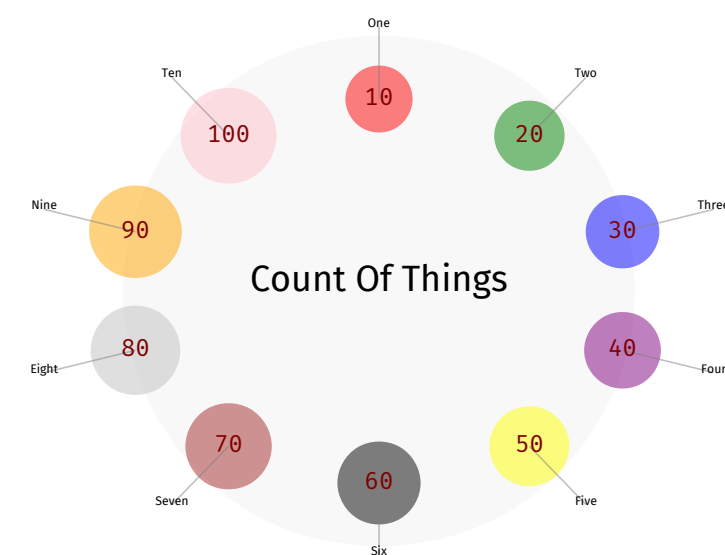 One
10
Two
20
Three
30
Four
40
Five
50
Six
60
Seven
70
Eight
80
Nine
90
Ten
100
Count Of Things